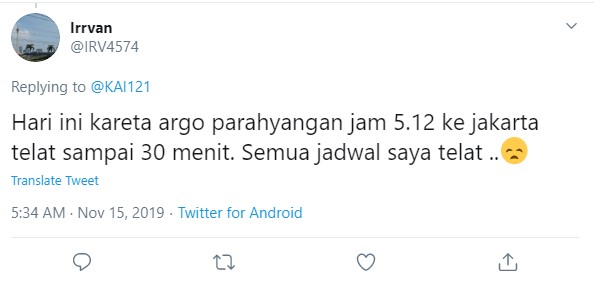 Irrvan
@IRV4574
Replying to @KAI121
Hari ini kareta argo parahyangan jam 5.12 ke jakarta
telat sampai 30 menit. Semua jadwal saya telat ..😞
Translate Tweet
5:34 AM · Nov 15, 2019 · Twitter for Android